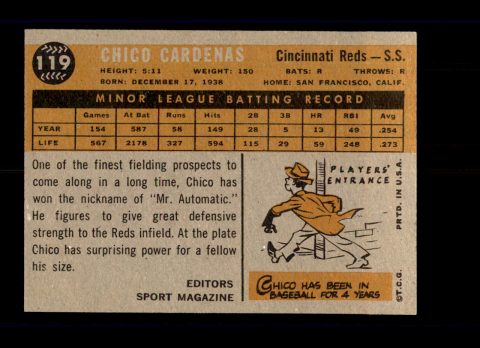 119
CHICO CARDENAS
Cincinnati Reds — S.S.
HEIGHT: 5:11 WEIGHT: 150 BATS: R THROWS: R
BORN: DECEMBER 17, 1938 HOME: SAN FRANCISCO, CALIF.
MINOR LEAGUE BATTING RECORD
Games At Bat Runs Hits 2B 3B HR RBI Avg.
YEAR 154 587 58 149 28 5 13 49 .254
LIFE 567 2178 327 594 115 29 59 248 .273
One of the finest fielding prospects to
come along in a long time, Chico has
won the nickname of "Mr. Automatic."
He figures to give great defensive
strength to the Reds infield. At the plate
Chico has surprising power for a fellow
his size.
EDITORS
SPORT MAGAZINE
PLAYERS'
ENTRANCE
CHICO HAS BEEN IN
BASEBALL FOR 4 YEARS
©T.C.G. PRTD. IN U.S.A.